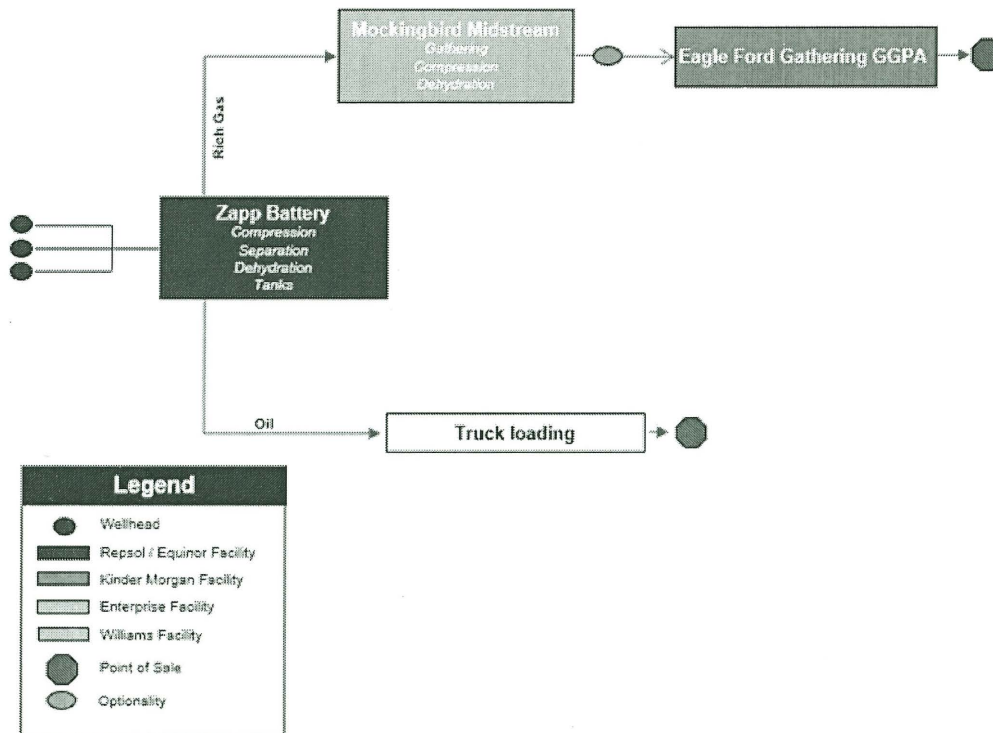 Mockingbird Midstream
Gathering
Compression
Dehydration
Eagle Ford Gathering GGPA
Rich Gas
Zapp Battery
Compression
Separation
Dehydration
Tanks
Oil
Truck loading
Legend
Wellhead
Repsol / Equinor Facility
Kinder Morgan Facility
Enterprise Facility
Williams Facility
Point of Sale
Optionality